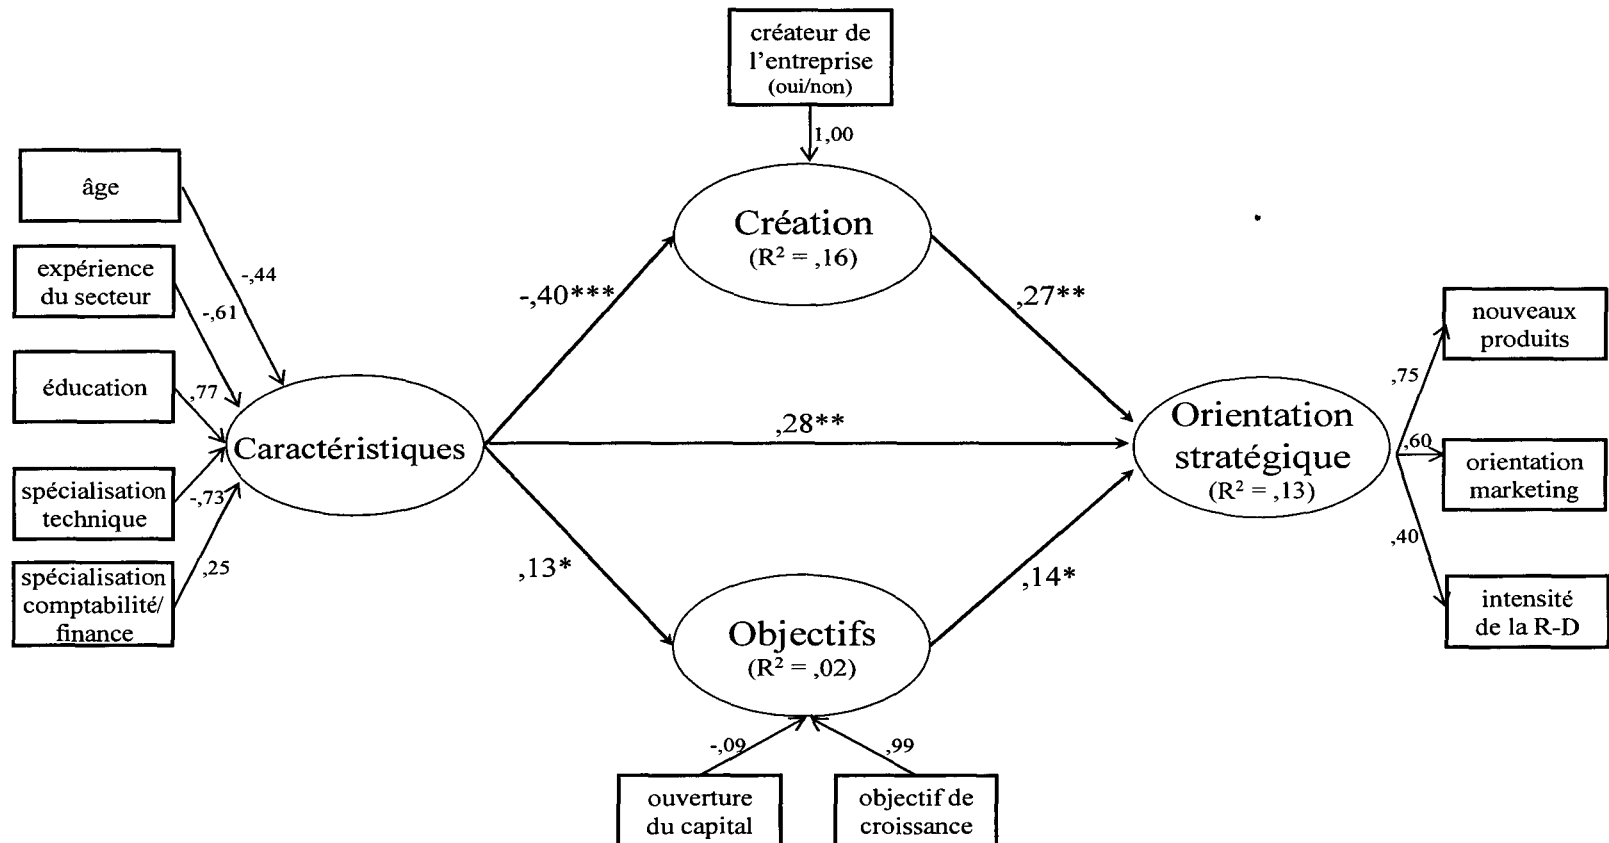 créateur de
l'entreprise
(oui/non)
1,00
âge
expérience
du secteur
éducation
spécialisation
technique
spécialisation
comptabilité/
finance
-,44
-,61
,77
-,73
,25
Caractéristiques
Création
(R² = ,16)
-,40***
,27**
,28**
,13*
,14*
Objectifs
(R² = ,02)
-,09
,99
ouverture
du capital
objectif de
croissance
Orientation
stratégique
(R² = ,13)
,75
,60
,40
nouveaux
produits
orientation
marketing
intensité
de la R-D